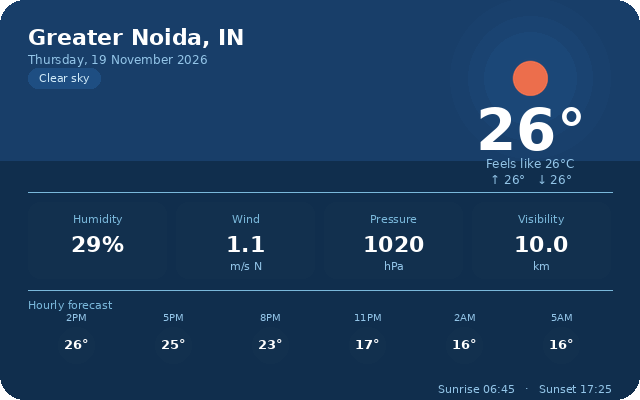 Greater Noida, IN
Thursday, 19 November 2026
Clear sky
26°
Feels like 26°C
↑ 26° ↓ 26°
Humidity Wind Pressure Visibility
29% 1.1 1020 10.0
m/s N hPa km
Hourly forecast
2PM 5PM 8PM 11PM 2AM 5AM
26° 25° 23° 17° 16° 16°
Sunrise 06:45 · Sunset 17:25